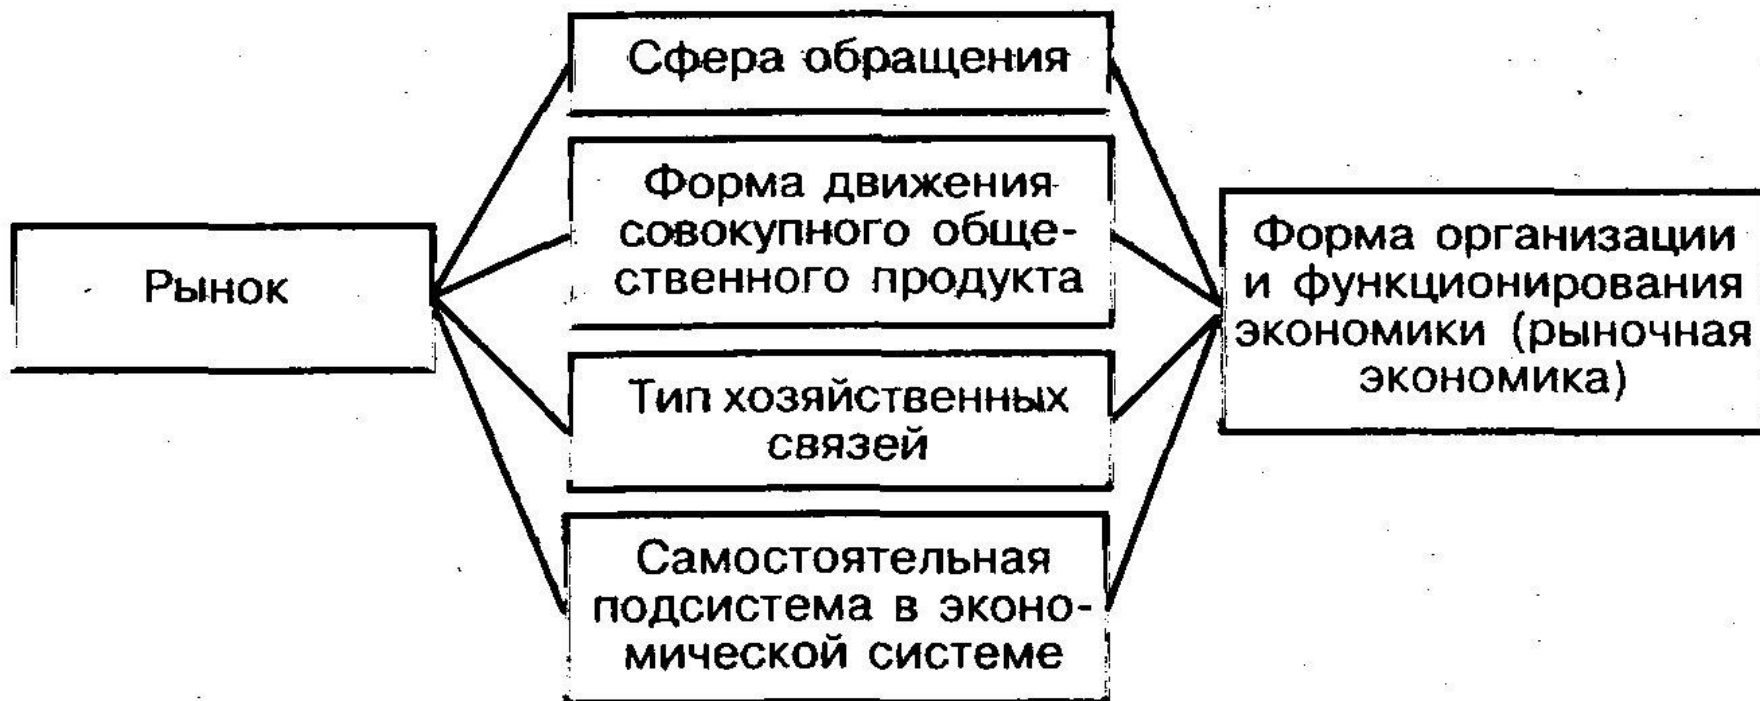 Рынок
Сфера обращения
Форма движения
совокупного обще-
ственного продукта
Тип хозяйственных
связей
Самостоятельная
подсистема в эконо-
мической системе
Форма организации
и функционирования
экономики (рыночная
экономика)